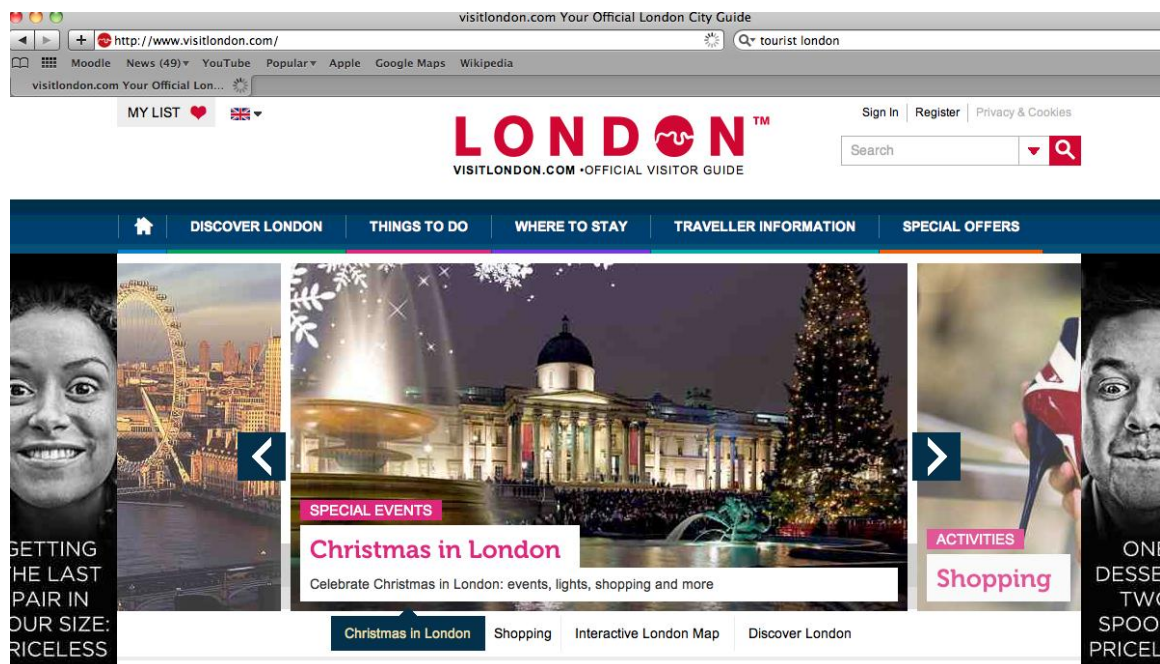 visitlondon.com Your Official London City Guide
http://www.visitlondon.com/
tourist london
Moodle News (49) YouTube Popular Apple Google Maps Wikipedia
visitlondon.com Your Official Lon...
MY LIST
Sign In Register Privacy & Cookies
LONDON™
Search
VISITLONDON.COM •OFFICIAL VISITOR GUIDE
DISCOVER LONDON THINGS TO DO WHERE TO STAY TRAVELLER INFORMATION SPECIAL OFFERS
SPECIAL EVENTS
Christmas in London
Celebrate Christmas in London: events, lights, shopping and more
ACTIVITIES
Shopping
Christmas in London Shopping Interactive London Map Discover London
GETTING
THE LAST
PAIR IN
OUR SIZE:
RICELESS
ONE
DESSE
TWO
SPOO
PRICEL